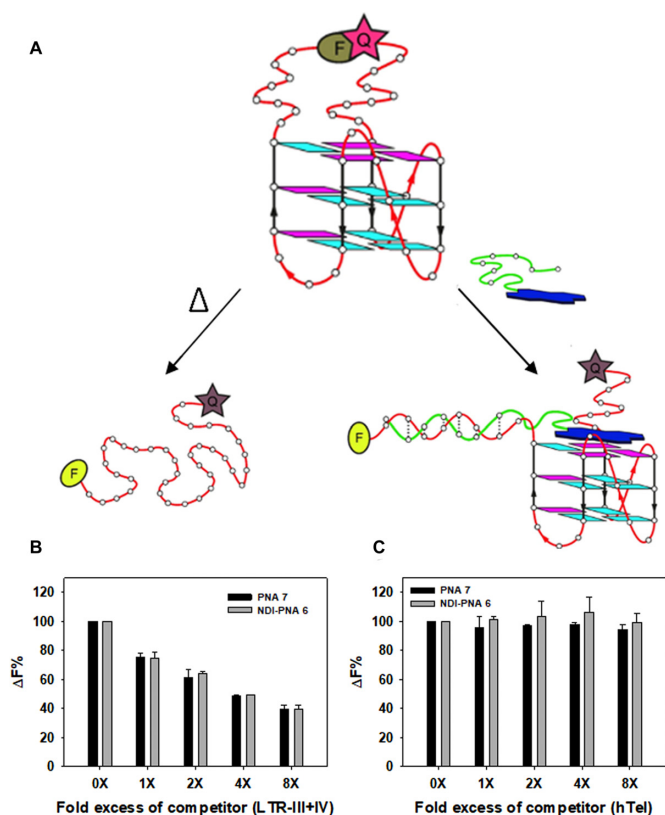 A
F
Q
Δ
Q
F
Q
F
B
C
120
100
80
60
40
20
0
ΔF%
PNA 7
NDI-PNA 6
0X 1X 2X 4X 8X
Fold excess of competitor (LTR-III+IV)
120
100
80
60
40
20
0
ΔF%
PNA 7
NDI-PNA 6
0X 1X 2X 4X 8X
Fold excess of competitor (hTel)